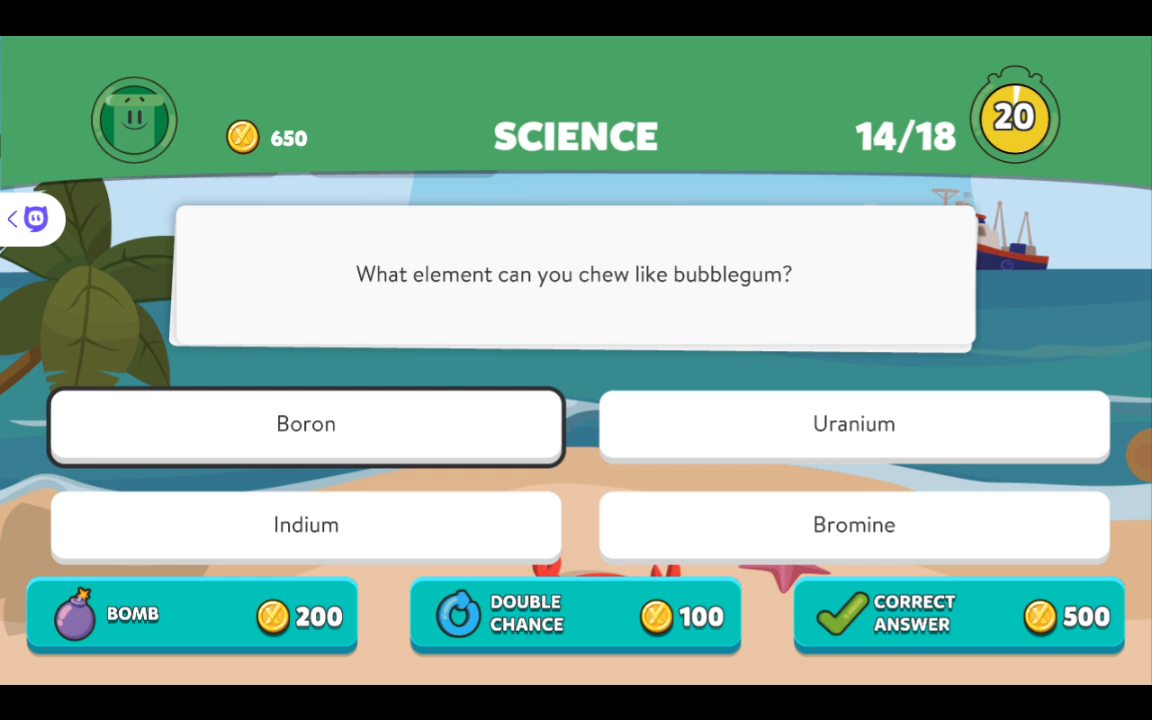 650
SCIENCE
14/18
20
What element can you chew like bubblegum?
Boron
Uranium
Indium
Bromine
BOMB
200
DOUBLE
CHANCE
100
CORRECT
ANSWER
500